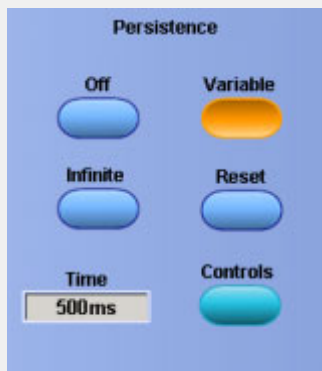 Persistence
Off Variable
Infinite Reset
Time Controls
500ms